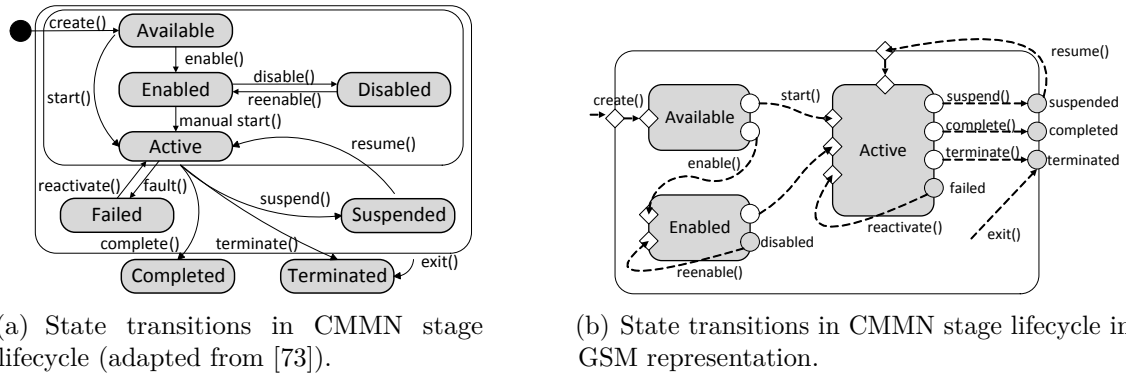 create()
Available
enable()
Enabled
disable()
reenable()
Disabled
start()
manual start()
Active
resume()
reactivate()
fault()
Failed
suspend()
Suspended
complete()
terminate()
exit()
Completed
Terminated
(a) State transitions in CMMN stage
lifecycle (adapted from [73]).
resume()
create()
Available
start()
enable()
Active
suspend()
suspended
complete()
completed
terminate()
terminated
failed
Enabled
disabled
reenable()
reactivate()
exit()
(b) State transitions in CMMN stage lifecycle in
GSM representation.